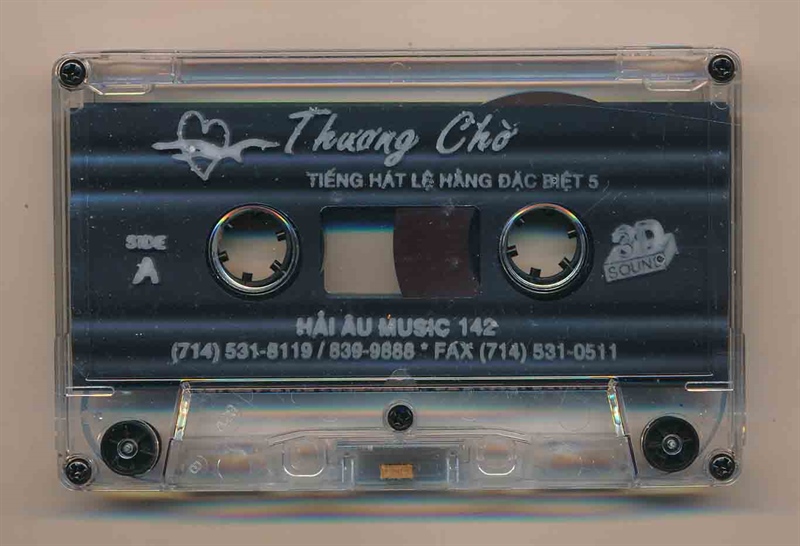 Thương Chờ
TIẾNG HÁT LỆ HẰNG ĐẶC BIỆT 5
SIDE
A
3D
SOUND
HẢI ÂU MUSIC 142
(714) 531-8119 / 839-9888 * FAX (714) 531-0511